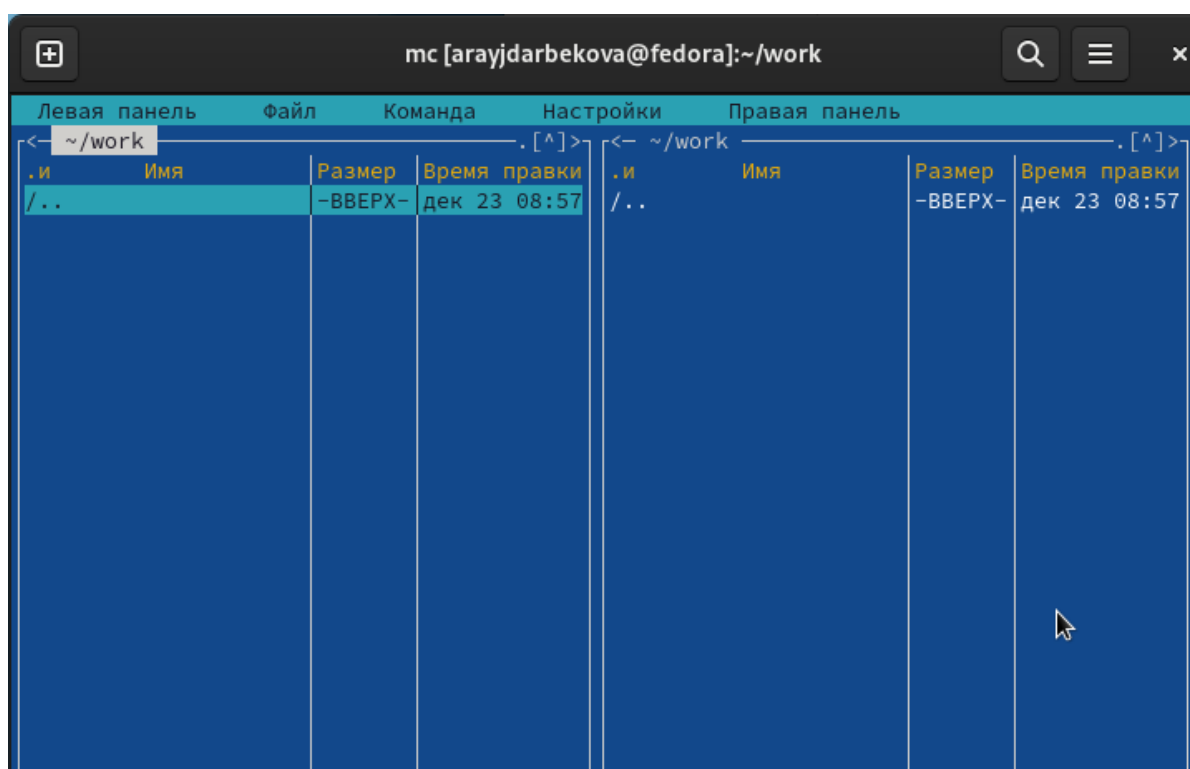 mc [arayjdarbekova@fedora]:~/work
Левая панель Файл Команда Настройки Правая панель
<— ~/work .[^]> <— ~/work .[^]>
.и Имя Размер Время правки .и Имя Размер Время правки
/.. -ВВЕРХ- дек 23 08:57 /.. -ВВЕРХ- дек 23 08:57